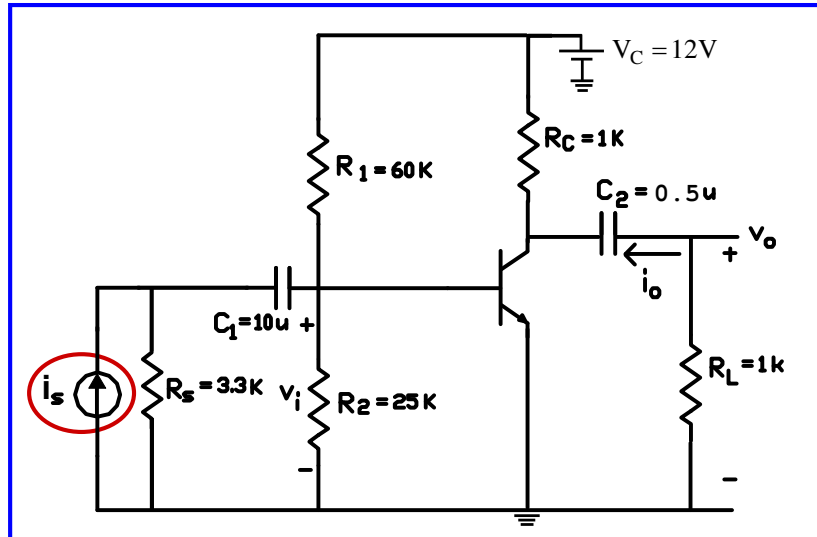 V_C = 12V
R_C = 1K
R_1 = 60K
C_2 = 0.5u
v_o
+
i_o
C_1 = 10u +
i_s
R_s = 3.3K
v_i
R_2 = 25K
R_L = 1k
−
−